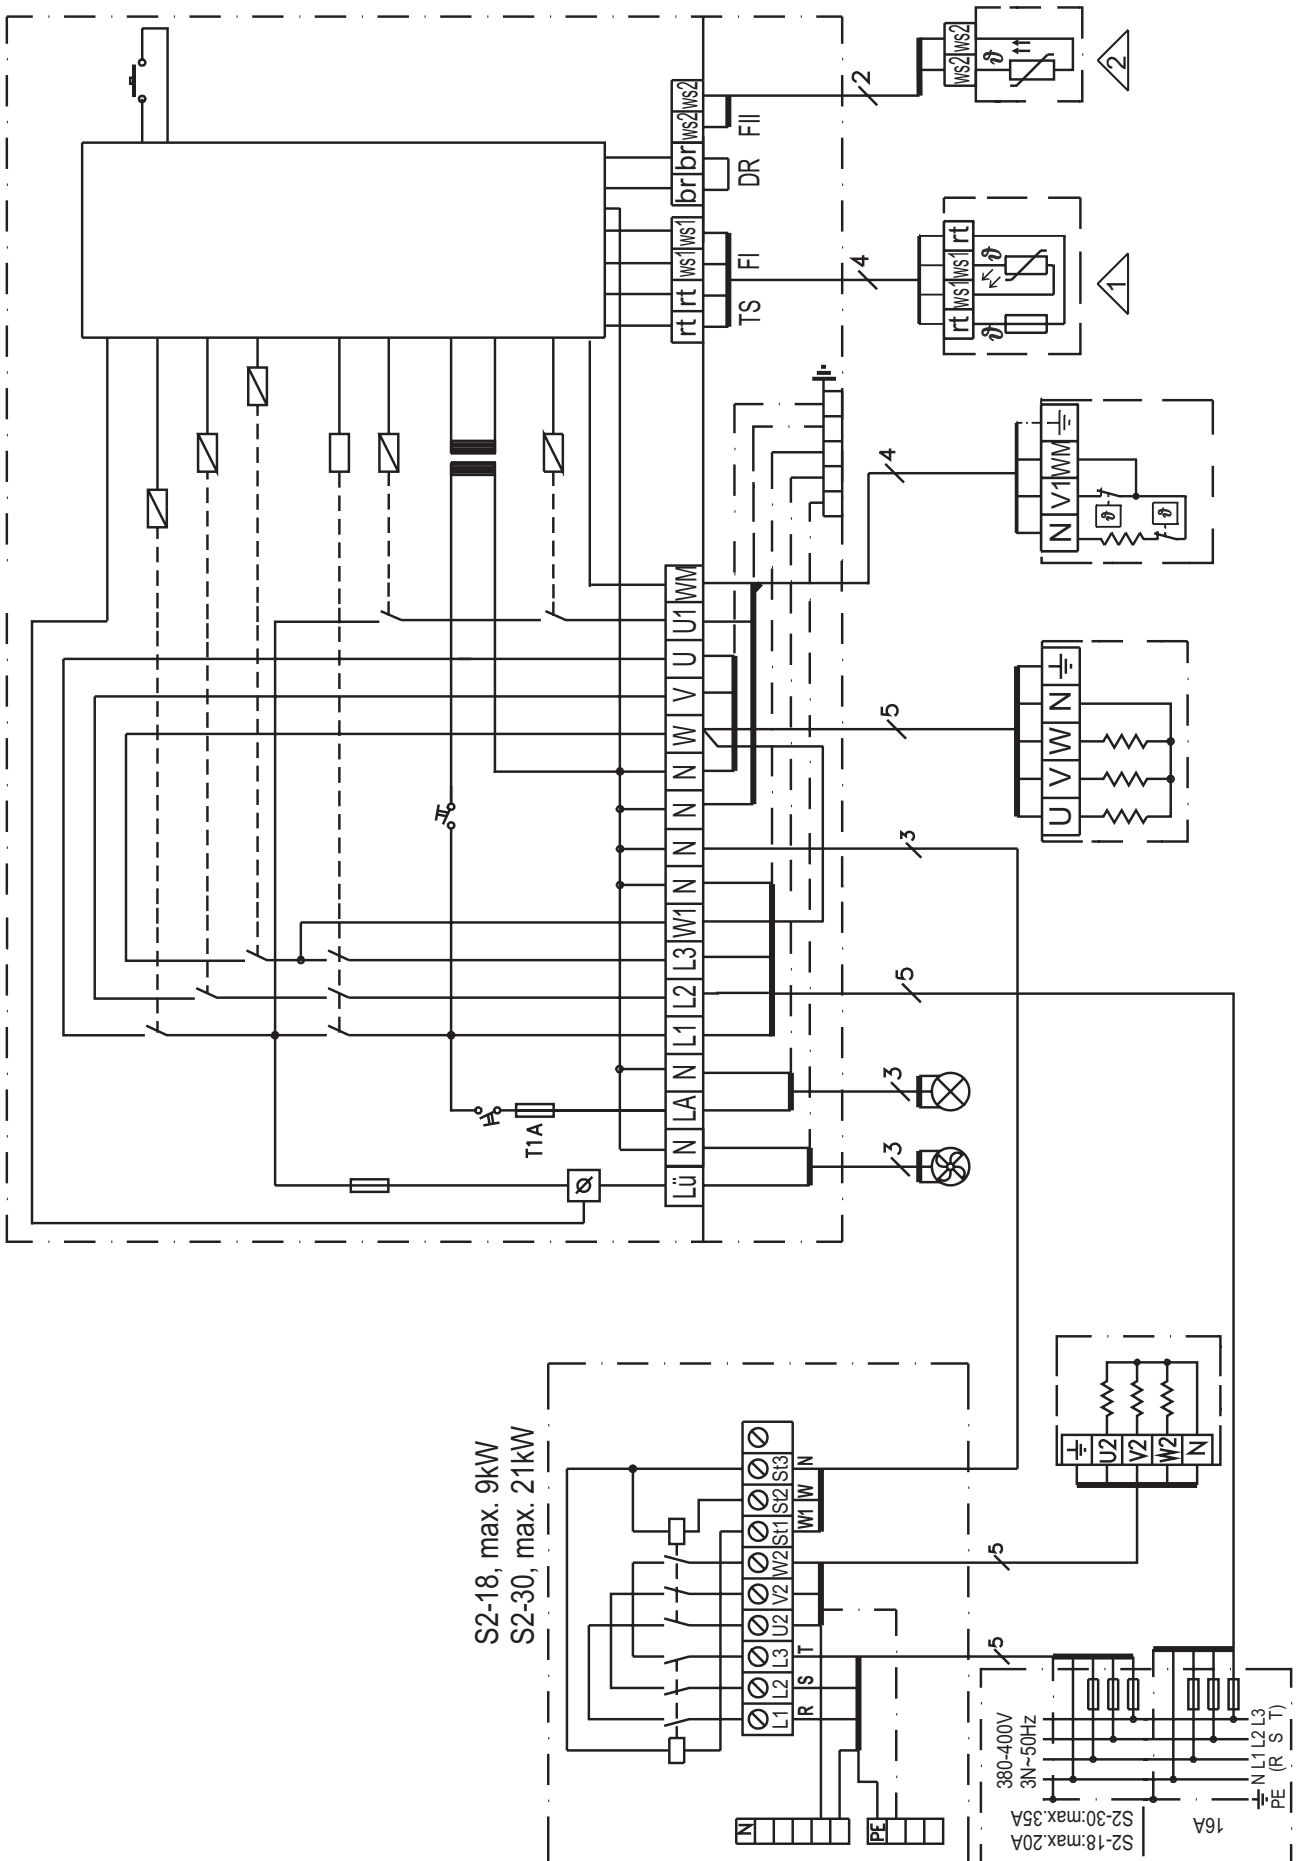 ws2 ws2
2
2
br br ws2 ws2
DR FII
rt rt ws1 ws1
TS FI
4
rt ws1 ws1 rt
ϑ ϑ
1
4
N V1 WM
ϑ ϑ
Lü N LA N L1 L2 L3 W1 N N N N W V U U1 WM
T1A
5
U V W N
3
5
3
3
S2-18, max. 9kW
S2-30, max. 21kW
L1 L2 L3 U2 V2 W2 St1 St2 St3
R S T W1 W N
U2
V2
W2
N
5
5
N
PE
380-400V
3N~50Hz
S2-18:max.20A
S2-30:max.35A
16A
N L1 L2 L3
PE (R S T)